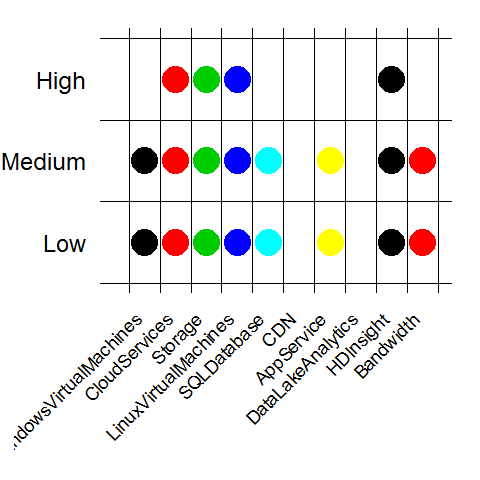 High
Medium
Low
ndowsVirtualMachines
CloudServices
Storage
LinuxVirtualMachines
SQLDatabase
CDN
AppService
DataLakeAnalytics
HDInsight
Bandwidth